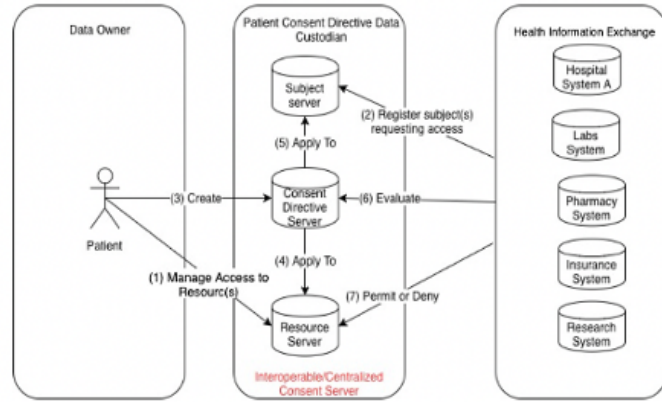 Data Owner
Patient
Patient Consent Directive Data
Custodian
Subject
server
(5) Apply To
(3) Create
Consent
Directive
Server
(4) Apply To
(1) Manage Access to
Resourc(s)
Resource
Server
Interoperable/Centralized
Consent Server
(2) Register subject(s)
requesting access
(6) Evaluate
(7) Permit or Deny
Health Information Exchange
Hospital
System A
Labs
System
Pharmacy
System
Insurance
System
Research
System